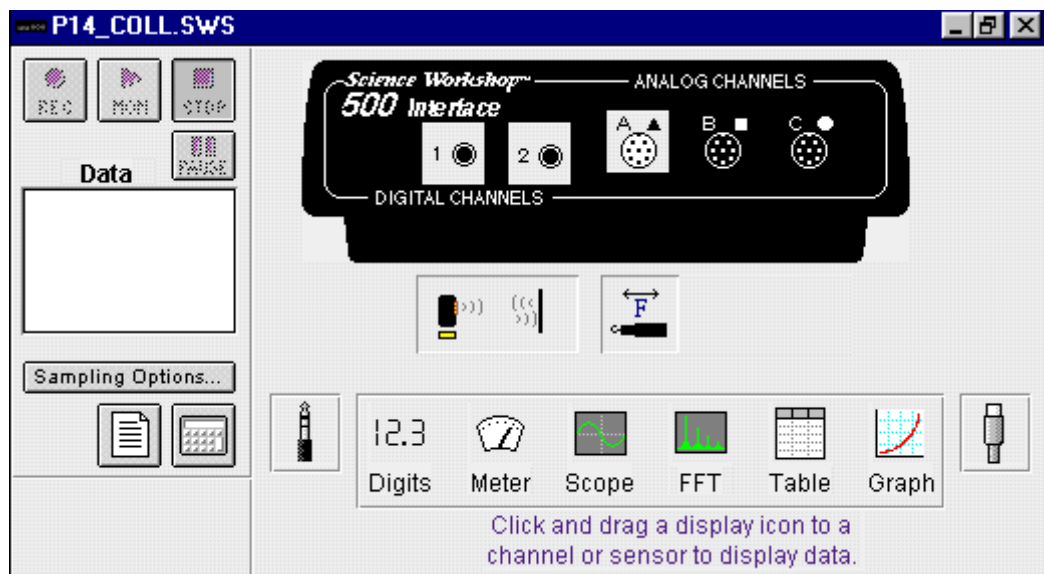 P14_COLL.SWS
REC
MON
STOP
PAUSE
Data
Sampling Options...
Science Workshop™
500 Interface
ANALOG CHANNELS
1
2
A
B
C
DIGITAL CHANNELS
F
12.3
Digits
Meter
Scope
FFT
Table
Graph
Click and drag a display icon to a
channel or sensor to display data.